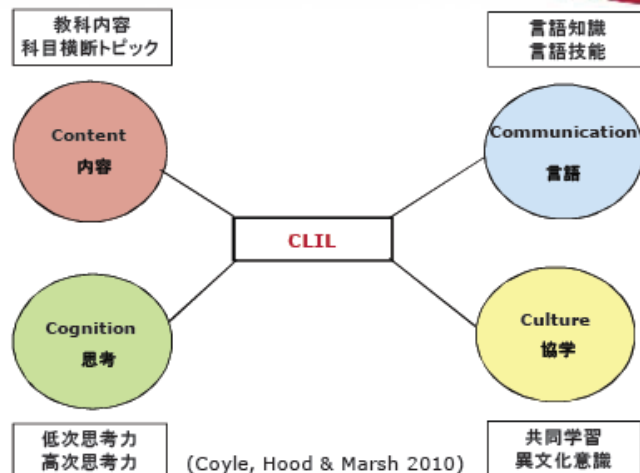 教科内容
科目横断トピック
言語知識
言語技能
Content
内容
Communication
言語
CLIL
Cognition
思考
Culture
協学
低次思考力
高次思考力
(Coyle, Hood & Marsh 2010)
共同学習
異文化意識